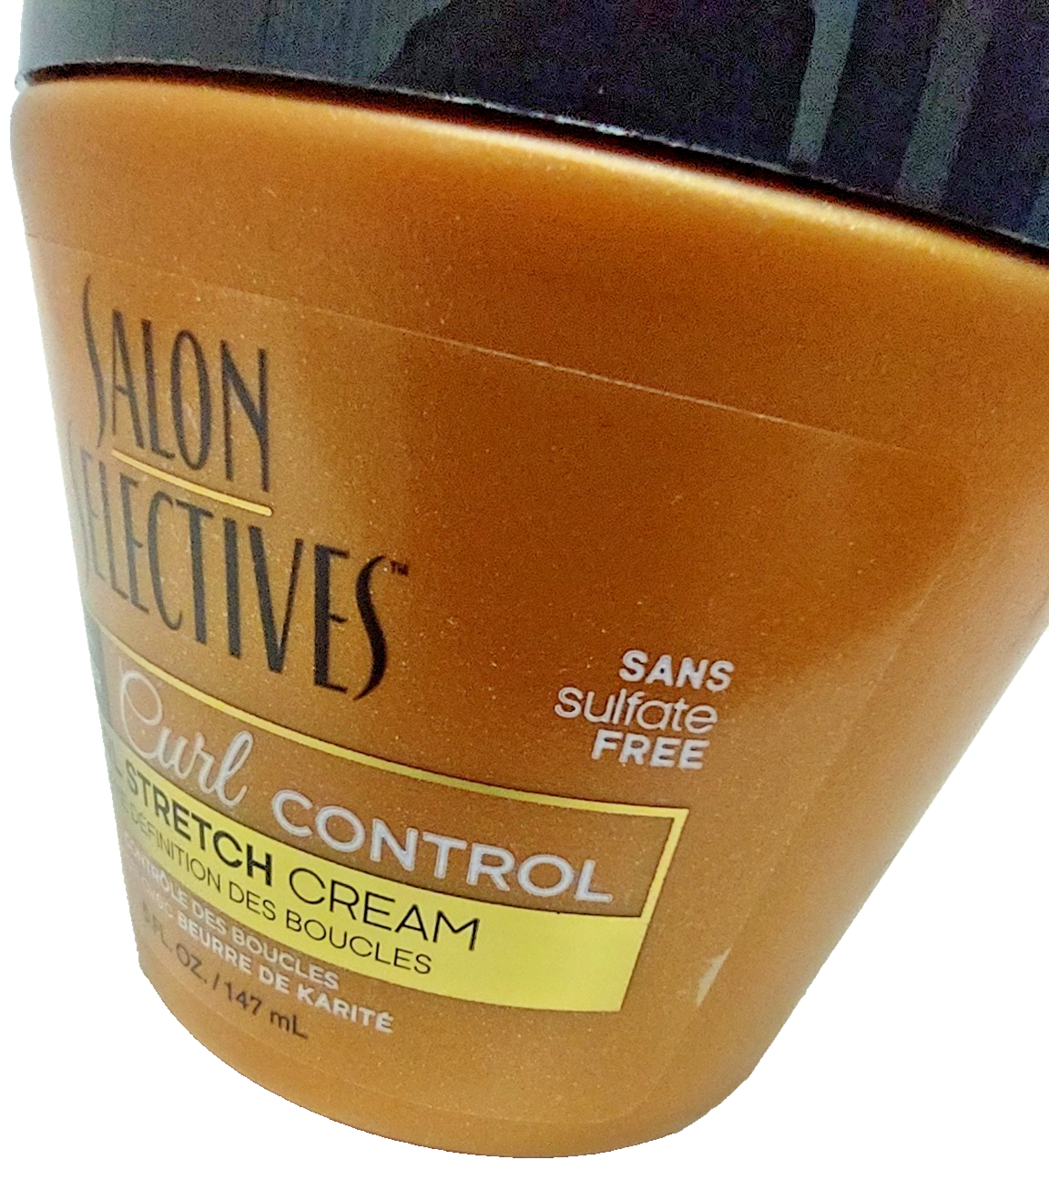 SALON
SELECTIVES™
SANS
sulfate
FREE
Curl CONTROL
STRETCH CREAM
DÉFINITION DES BOUCLES
CONTRÔLE DES BOUCLES
BEURRE DE KARITÉ
FL. OZ. / 147 mL